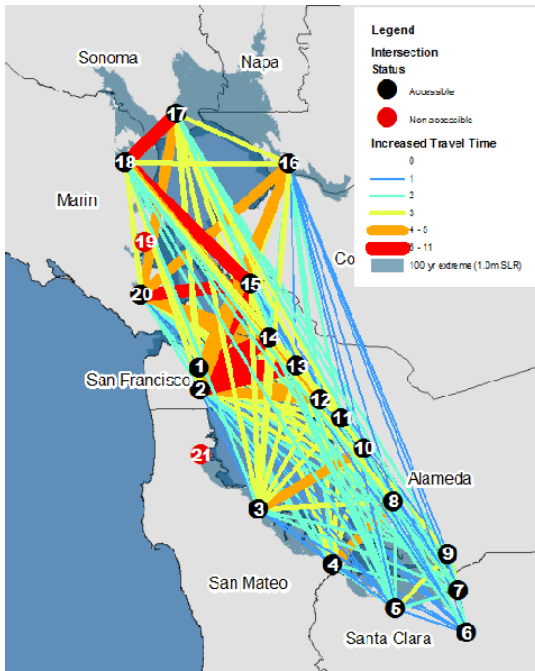 Legend
Intersection
Status
Accessible
Non accessible
Increased Travel Time
0
1
2
3
4 - 5
6 - 11
100 yr extreme (1.0m SLR)
Sonoma
Napa
17
18
16
Marin
19
Co
15
20
14
1
13
San Francisco
2
12
11
10
21
Alameda
8
3
9
4
7
San Mateo
5
6
Santa Clara